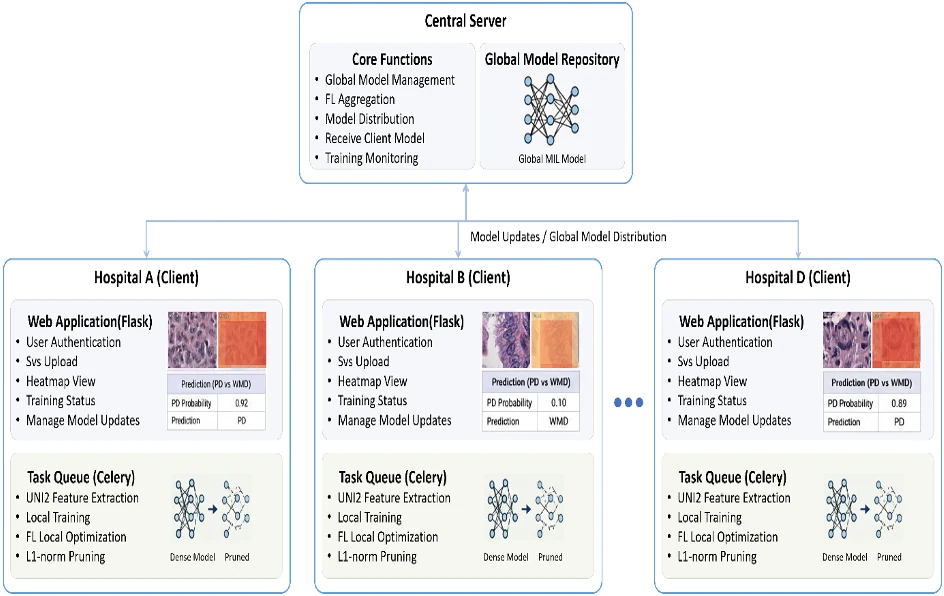 Central Server
Core Functions
• Global Model Management
• FL Aggregation
• Model Distribution
• Receive Client Model
• Training Monitoring
Global Model Repository
Global MIL Model
Model Updates / Global Model Distribution
Hospital A (Client)
Web Application(Flask)
• User Authentication
• Svs Upload
• Heatmap View
• Training Status
• Manage Model Updates
Prediction (PD vs WMD)
PD Probability 0.92
Prediction PD
Task Queue (Celery)
• UNI2 Feature Extraction
• Local Training
• FL Local Optimization
• L1-norm Pruning
Dense Model Pruned
Hospital B (Client)
Web Application(Flask)
• User Authentication
• Svs Upload
• Heatmap View
• Training Status
• Manage Model Updates
Prediction (PD vs WMD)
PD Probability 0.10
Prediction WMD
Task Queue (Celery)
• UNI2 Feature Extraction
• Local Training
• FL Local Optimization
• L1-norm Pruning
Dense Model Pruned
Hospital D (Client)
Web Application(Flask)
• User Authentication
• Svs Upload
• Heatmap View
• Training Status
• Manage Model Updates
Prediction (PD vs WMD)
PD Probability 0.89
Prediction PD
Task Queue (Celery)
• UNI2 Feature Extraction
• Local Training
• FL Local Optimization
• L1-norm Pruning
Dense Model Pruned